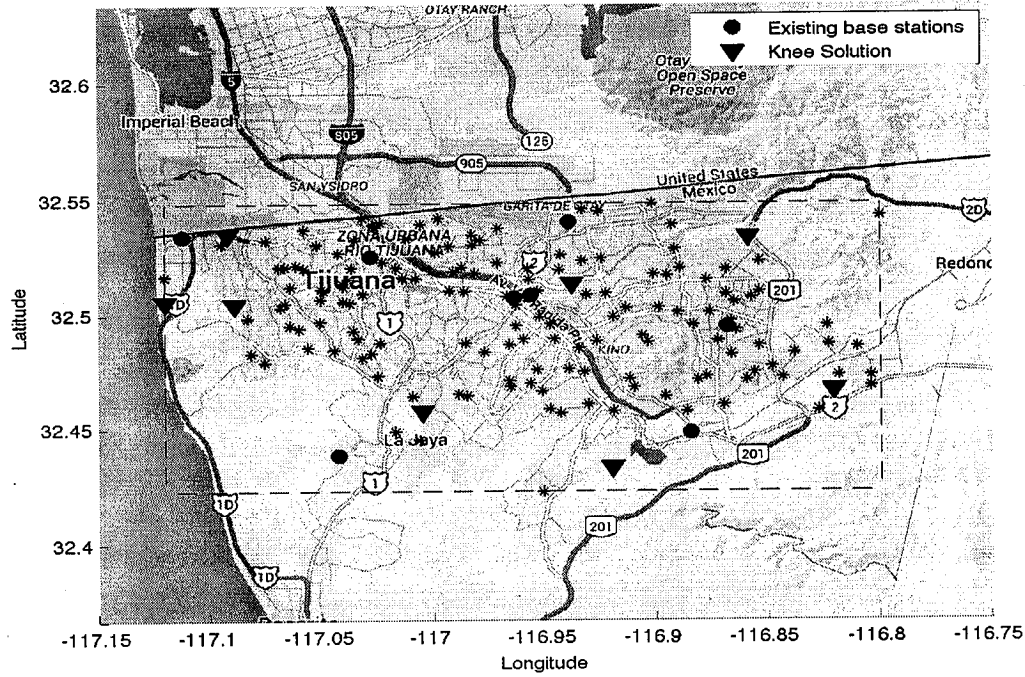 OTAY RANCH
Existing base stations
Knee Solution
Otay
Open Space
Preserve
32.6
5
Imperial Beach
805
125
905
SAN YSIDRO
United States
Mexico
32.55
GARITA DE OTAY
2D
ZONA URBANA
RIO TIJUANA
2
Tijuana
201
1
32.5
Latitude
KINO
2
32.45
La Joya
201
1
1D
201
32.4
1D
-117.15
-117.1
-117.05
-117
-116.95
-116.9
-116.85
-116.8
-116.75
Longitude